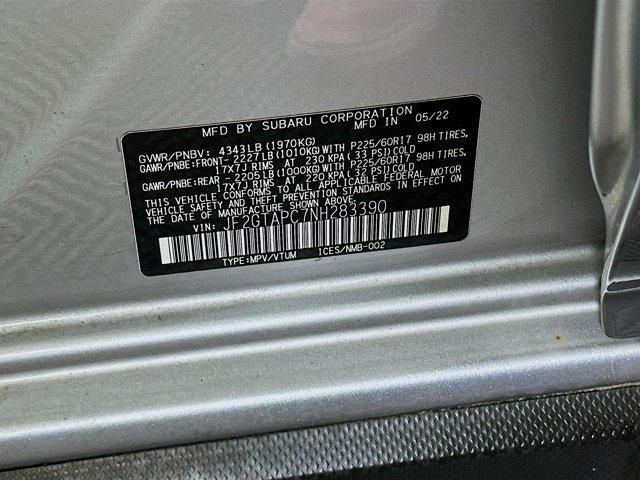 MFD BY SUBARU CORPORATION
MFD IN 05/22
GVWR/PNBV: 4343LB (1970KG)
GAWR/PNBE:FRONT- 2227LB (1010KG) WITH P225/60R17 98H TIRES,
17X7J RIMS AT 230 KPA (33 PSI) COLD
GAWR/PNBE:REAR - 2205LB (1000KG) WITH P225/60R17 98H TIRES,
17X7J RIMS AT 220 KPA (32 PSI) COLD
THIS VEHICLE CONFORMS TO ALL APPLICABLE FEDERAL MOTOR
VEHICLE SAFETY AND THEFT PREVENTION STANDARDS IN EFFECT
ON THE DATE OF MANUFACTURE SHOWN ABOVE.
VIN: JF2GTAPC7NH283390
TYPE:MPV/VTUM ICES/NMB-002